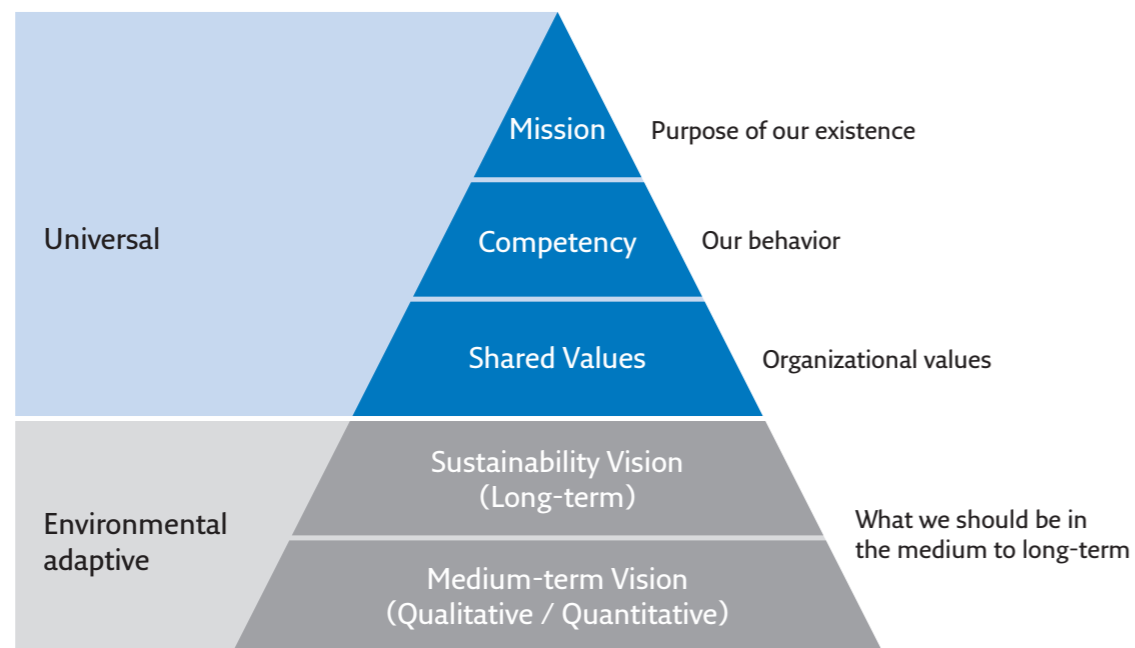 Mission
Purpose of our existence
Universal
Competency
Our behavior
Shared Values
Organizational values
Sustainability Vision
(Long-term)
Environmental
adaptive
What we should be in
the medium to long-term
Medium-term Vision
(Qualitative / Quantitative)